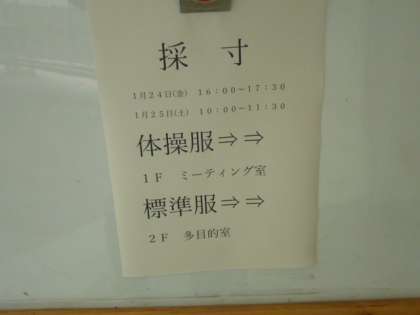 採　寸
1月24日(金)　16：00～17：30
1月25日(土)　10：00～11：30
体操服⇒⇒
1F　ミーティング室
標準服⇒⇒
2F　多目的室